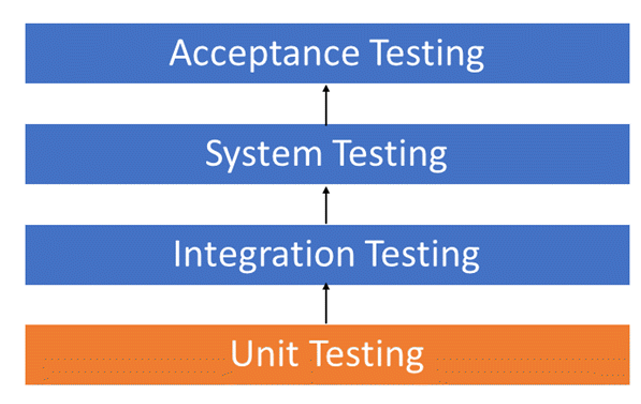 Acceptance Testing
System Testing
Integration Testing
Unit Testing